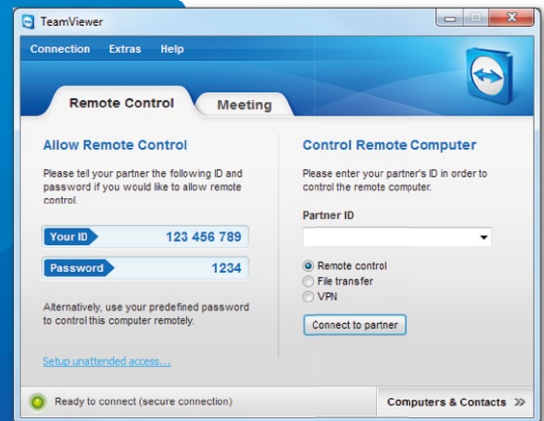 TeamViewer
Connection Extras Help
Remote Control
Meeting
Allow Remote Control
Please tell your partner the following ID and
password if you would like to allow remote
control.
Your ID 123 456 789
Password 1234
Alternatively, use your predefined password
to control this computer remotely.
Setup unattended access...
Control Remote Computer
Please enter your partner's ID in order to
control the remote computer.
Partner ID
Remote control
File transfer
VPN
Connect to partner
Ready to connect (secure connection)
Computers & Contacts >>